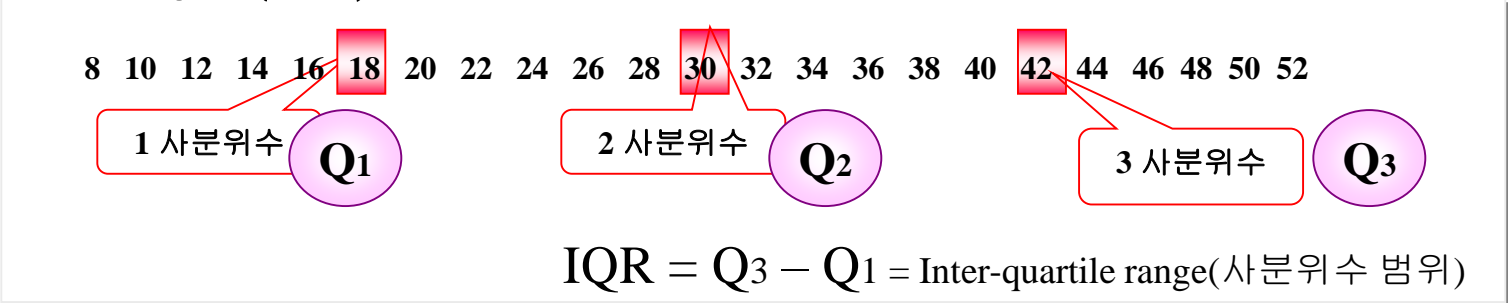 8 10 12 14 16 18 20 22 24 26 28 30 32 34 36 38 40 42 44 46 48 50 52
1 사분위수 Q1 2 사분위수 Q2 3 사분위수 Q3
IQR = Q3 – Q1 = Inter-quartile range(사분위수 범위)